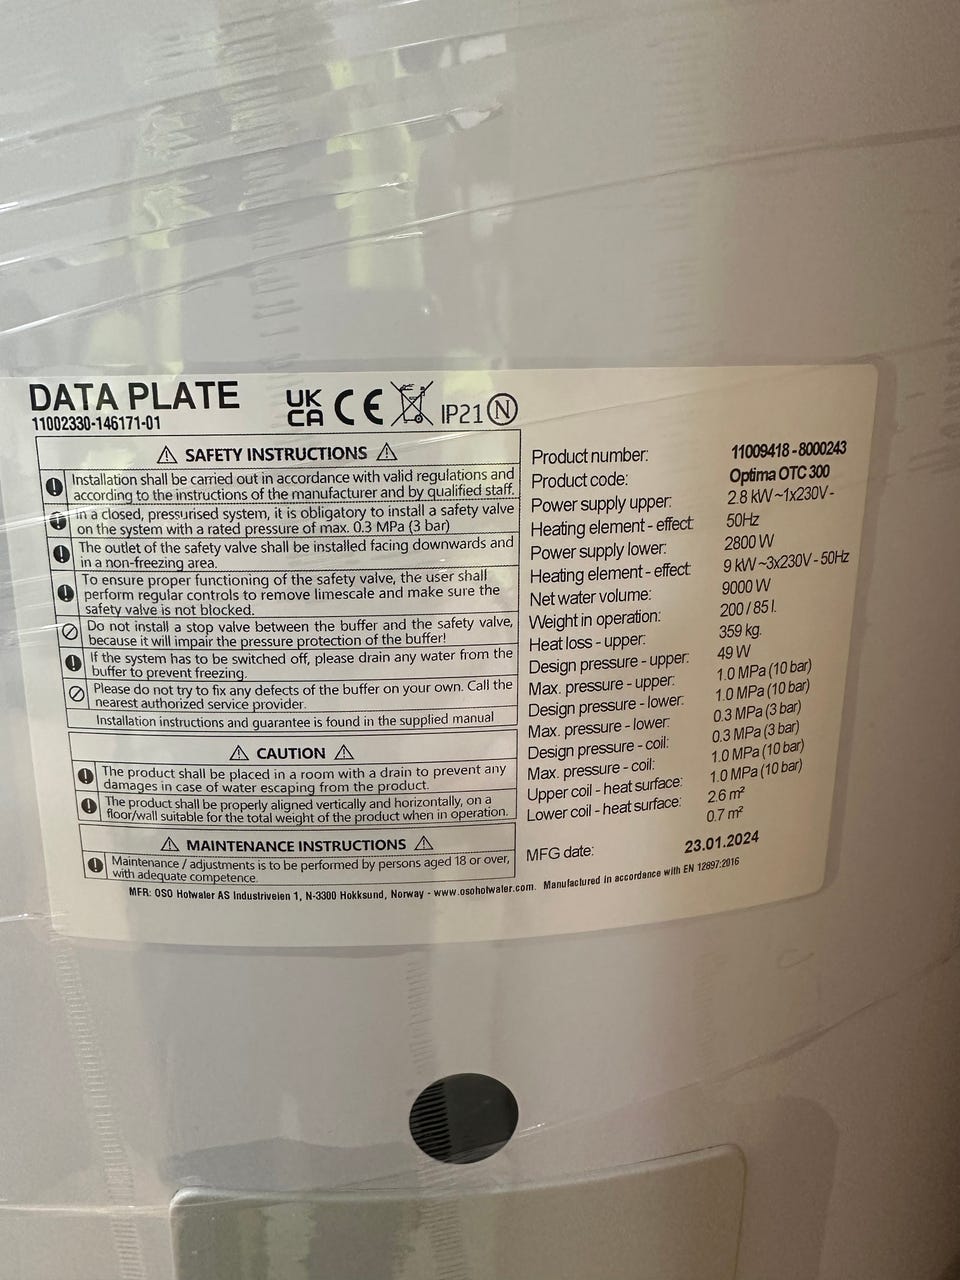 DATA PLATE
11002330-146171-01
UK
CA CE IP21 N
SAFETY INSTRUCTIONS
Installation shall be carried out in accordance with valid regulations and
according to the instructions of the manufacturer and by qualified staff.
in a closed, pressurised system, it is obligatory to install a safety valve
on the system with a rated pressure of max. 0.3 MPa (3 bar)
The outlet of the safety valve shall be installed facing downwards and
in a non-freezing area.
To ensure proper functioning of the safety valve, the user shall
perform regular controls to remove limescale and make sure the
safety valve is not blocked.
Do not install a stop valve between the buffer and the safety valve,
because it will impair the pressure protection of the buffer!
If the system has to be switched off, please drain any water from the
buffer to prevent freezing.
Please do not try to fix any defects of the buffer on your own. Call the
nearest authorized service provider.
Installation instructions and guarantee is found in the supplied manual
CAUTION
The product shall be placed in a room with a drain to prevent any
damages in case of water escaping from the product.
The product shall be properly aligned vertically and horizontally, on a
floor/wall suitable for the total weight of the product when in operation.
MAINTENANCE INSTRUCTIONS
Maintenance / adjustments is to be performed by persons aged 18 or over,
with adequate competence.
Product number: 11009418 - 8000243
Product code: Optima OTC 300
Power supply upper: 2.8 kW ~1x230V -
Heating element - effect: 50Hz
Power supply lower: 2800 W
Heating element - effect: 9 kW ~3x230V - 50Hz
Net water volume: 9000 W
Weight in operation: 200 / 85 l.
Heat loss - upper: 359 kg.
Design pressure - upper: 49 W
Max. pressure - upper: 1.0 MPa (10 bar)
Design pressure - lower: 1.0 MPa (10 bar)
Max. pressure - lower: 0.3 MPa (3 bar)
Design pressure - coil: 0.3 MPa (3 bar)
Max. pressure - coil: 1.0 MPa (10 bar)
Upper coil - heat surface: 1.0 MPa (10 bar)
Lower coil - heat surface: 2.6 m²
0.7 m²
MFG date: 23.01.2024
MFR: OSO Hotwater AS Industriveien 1, N-3300 Hokksund, Norway - www.osohotwater.com. Manufactured in accordance with EN 12897:2016